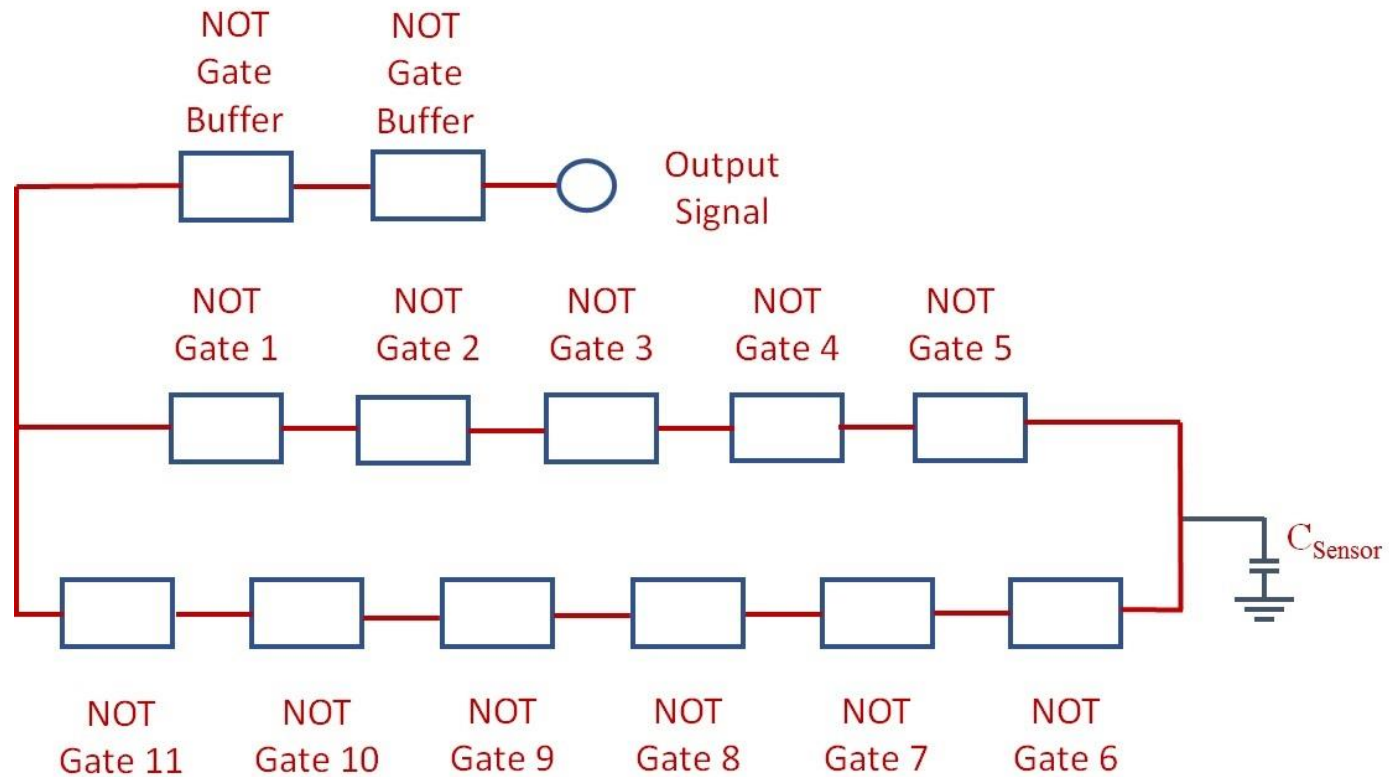 NOT
Gate
Buffer
NOT
Gate
Buffer
Output
Signal
NOT
Gate 1
NOT
Gate 2
NOT
Gate 3
NOT
Gate 4
NOT
Gate 5
C Sensor
NOT
Gate 11
NOT
Gate 10
NOT
Gate 9
NOT
Gate 8
NOT
Gate 7
NOT
Gate 6